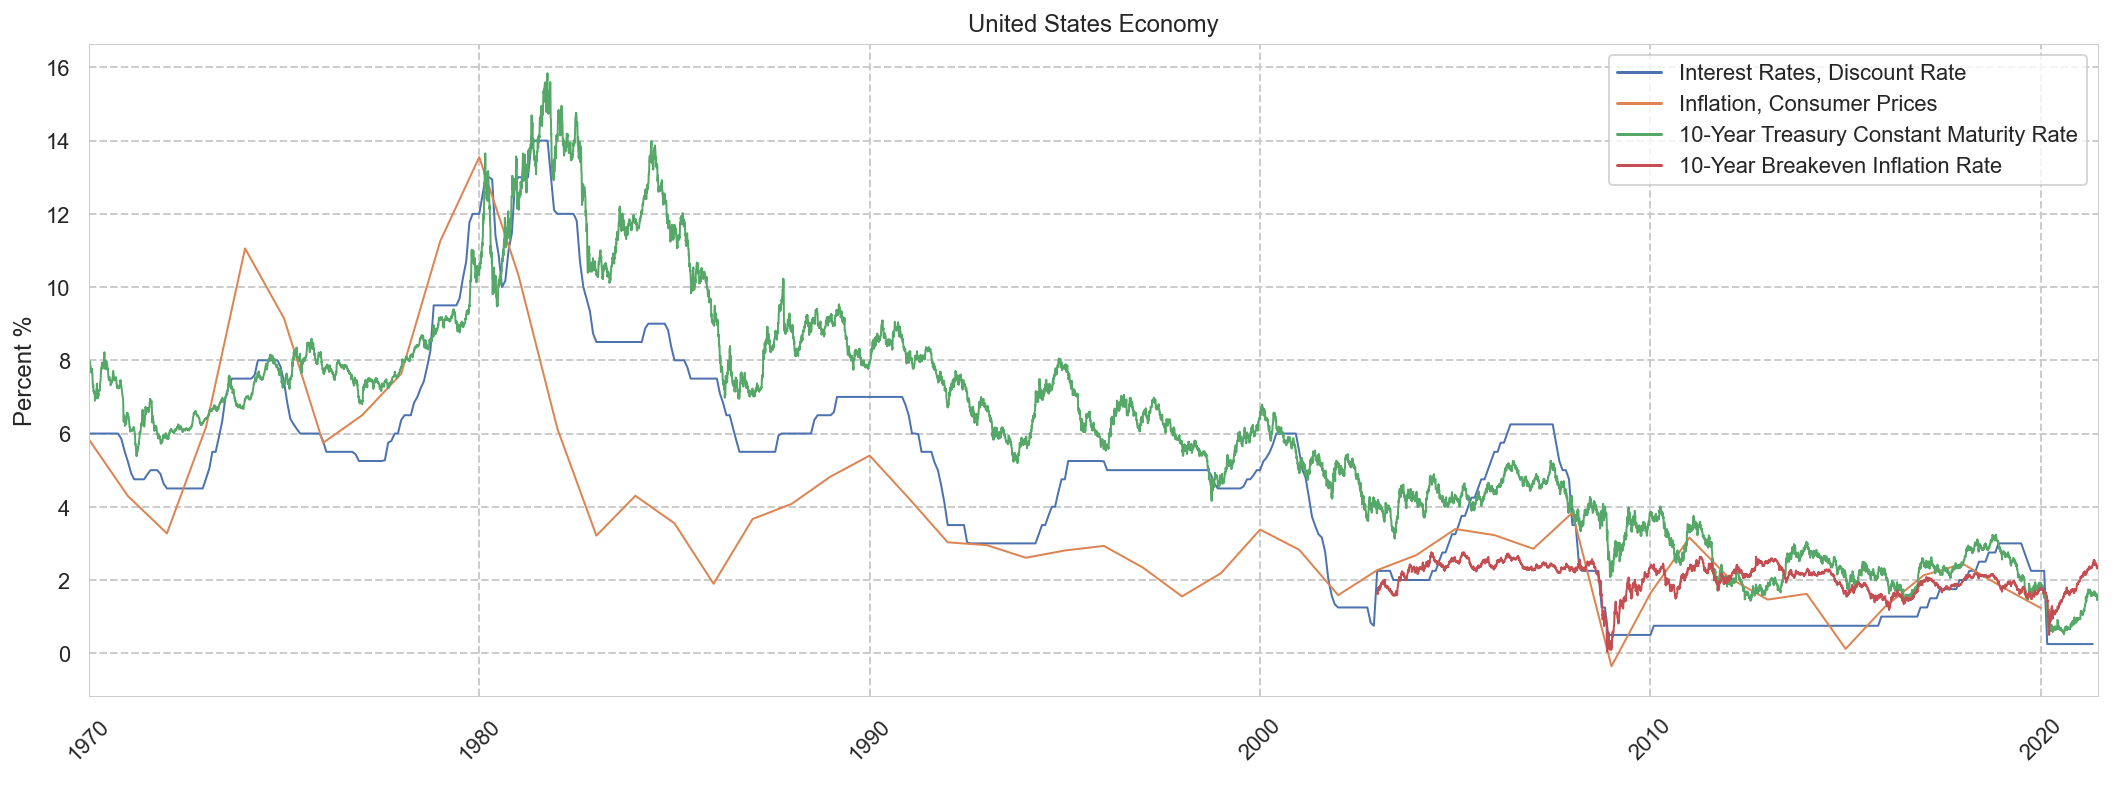 United States Economy
Interest Rates, Discount Rate
Inflation, Consumer Prices
10-Year Treasury Constant Maturity Rate
10-Year Breakeven Inflation Rate
Percent %
16
14
12
10
8
6
4
2
0
1970
1980
1990
2000
2010
2020